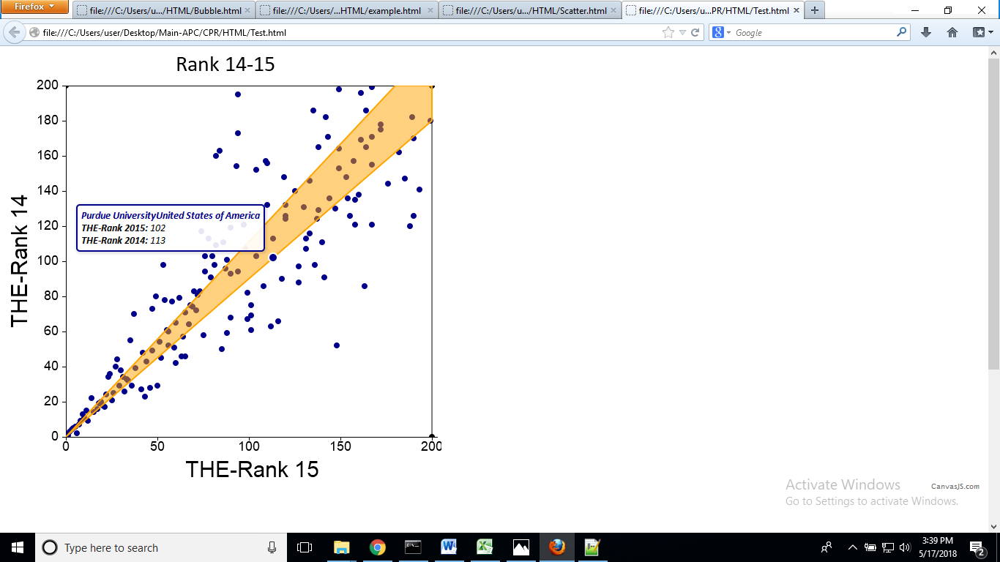 Firefox
file:///C:/Users/u.../HTML/Bubble.html
file:///C:/Users/...HTML/example.html
file:///C:/Users/u.../HTML/Scatter.html
file:///C:/Users/u...PR/HTML/Test.html
file:///C:/Users/user/Desktop/Main-APC/CPR/HTML/Test.html
Google
Rank 14-15
200
180
160
140
120
100
80
60
40
20
0
THE-Rank 14
Purdue UniversityUnited States of America
THE-Rank 2015: 102
THE-Rank 2014: 113
0 50 100 150 200
THE-Rank 15
Activate Windows
Go to Settings to activate Windows.
CanvasJS.com
Type here to search
3:39 PM
5/17/2018
2